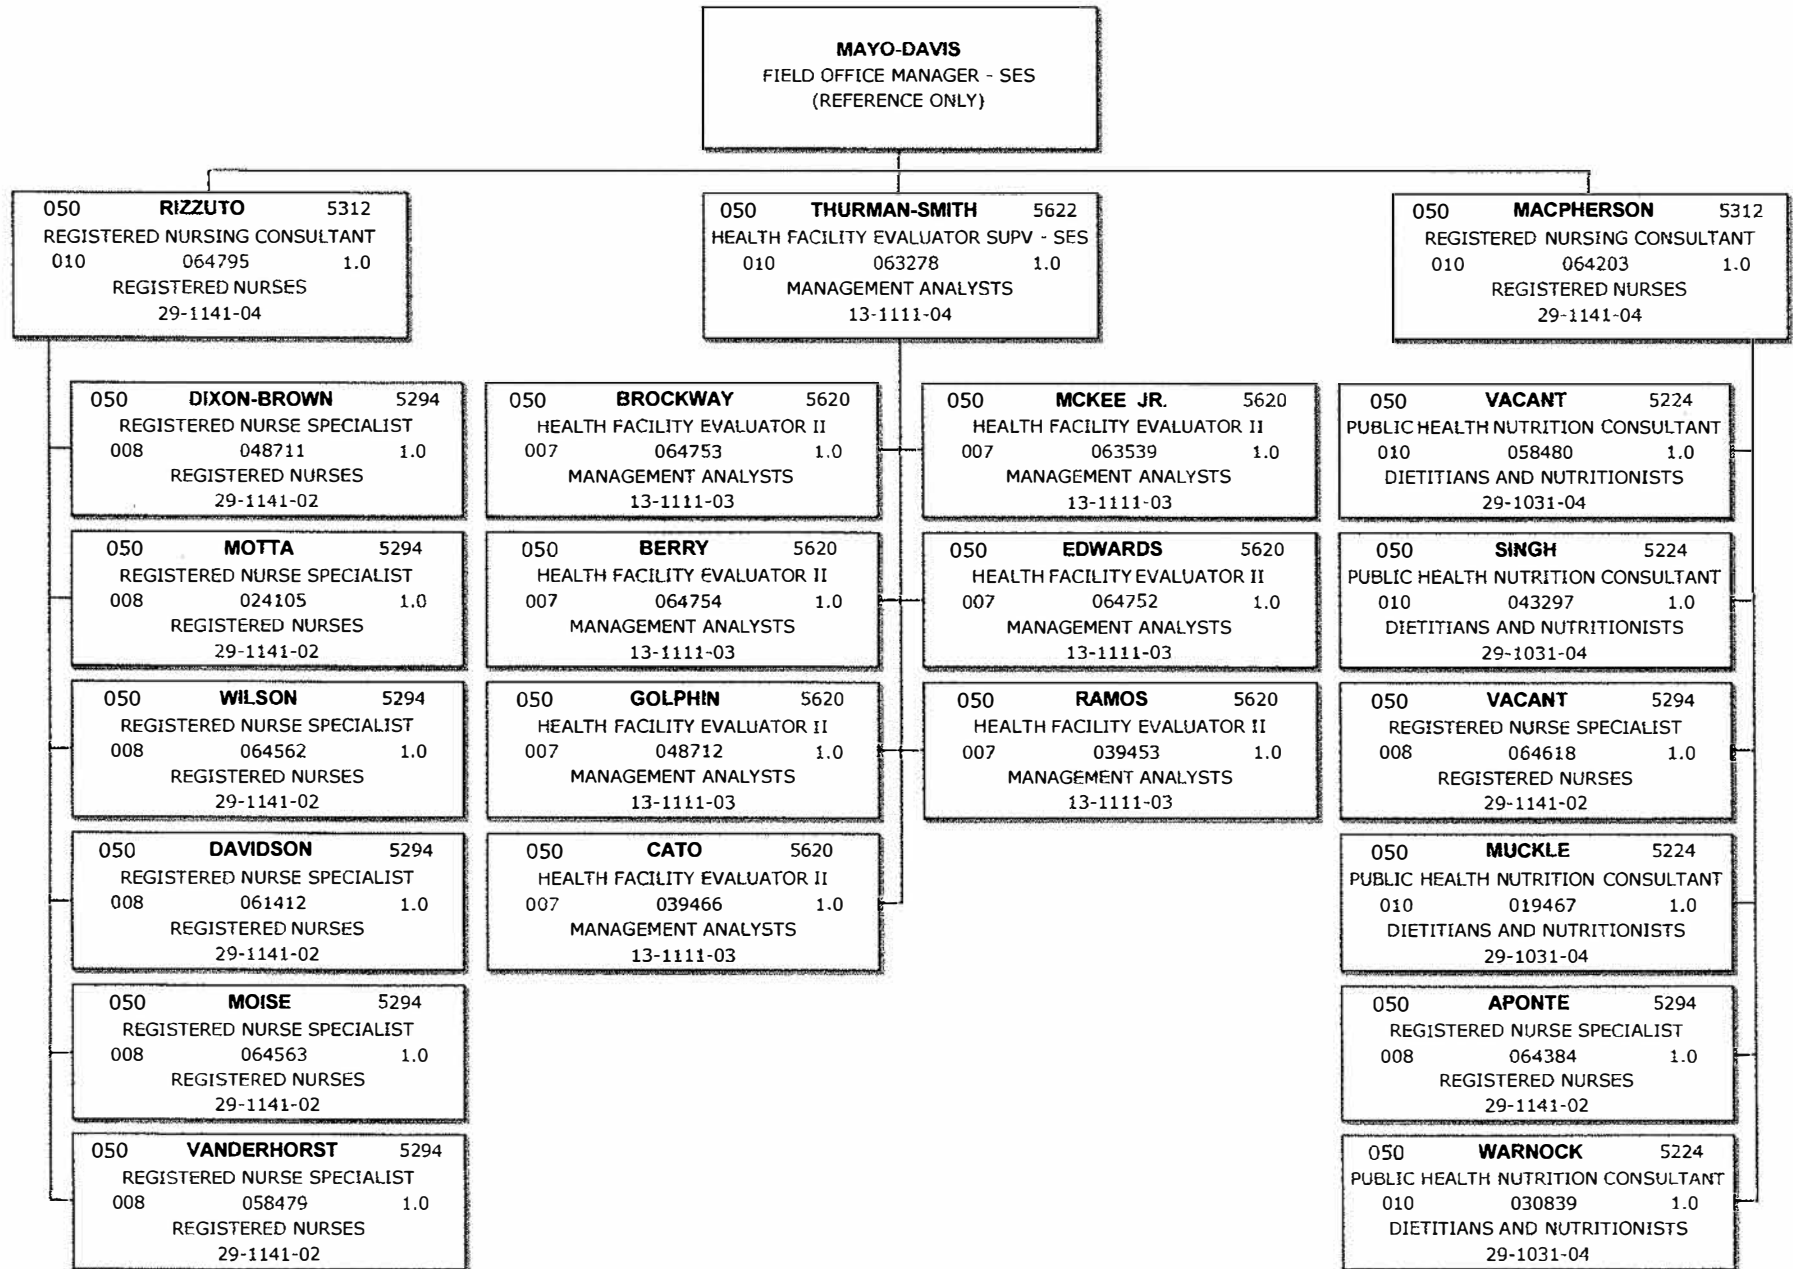 MAYO-DAVIS
FIELD OFFICE MANAGER - SES
(REFERENCE ONLY)
050 RIZZUTO 5312
REGISTERED NURSING CONSULTANT
010 064795 1.0
REGISTERED NURSES
29-1141-04
050 THURMAN-SMITH 5622
HEALTH FACILITY EVALUATOR SUPV - SES
010 063278 1.0
MANAGEMENT ANALYSTS
13-1111-04
050 MACPHERSON 5312
REGISTERED NURSING CONSULTANT
010 064203 1.0
REGISTERED NURSES
29-1141-04
050 DIXON-BROWN 5294
REGISTERED NURSE SPECIALIST
008 048711 1.0
REGISTERED NURSES
29-1141-02
050 MOTTA 5294
REGISTERED NURSE SPECIALIST
008 024105 1.0
REGISTERED NURSES
29-1141-02
050 WILSON 5294
REGISTERED NURSE SPECIALIST
008 064562 1.0
REGISTERED NURSES
29-1141-02
050 DAVIDSON 5294
REGISTERED NURSE SPECIALIST
008 061412 1.0
REGISTERED NURSES
29-1141-02
050 MOISE 5294
REGISTERED NURSE SPECIALIST
008 064563 1.0
REGISTERED NURSES
29-1141-02
050 VANDERHORST 5294
REGISTERED NURSE SPECIALIST
008 058479 1.0
REGISTERED NURSES
29-1141-02
050 BROCKWAY 5620
HEALTH FACILITY EVALUATOR II
007 064753 1.0
MANAGEMENT ANALYSTS
13-1111-03
050 BERRY 5620
HEALTH FACILITY EVALUATOR II
007 064754 1.0
MANAGEMENT ANALYSTS
13-1111-03
050 GOLPHIN 5620
HEALTH FACILITY EVALUATOR II
007 048712 1.0
MANAGEMENT ANALYSTS
13-1111-03
050 CATO 5620
HEALTH FACILITY EVALUATOR II
007 039466 1.0
MANAGEMENT ANALYSTS
13-1111-03
050 MCKEE JR. 5620
HEALTH FACILITY EVALUATOR II
007 063539 1.0
MANAGEMENT ANALYSTS
13-1111-03
050 EDWARDS 5620
HEALTH FACILITY EVALUATOR II
007 064752 1.0
MANAGEMENT ANALYSTS
13-1111-03
050 RAMOS 5620
HEALTH FACILITY EVALUATOR II
007 039453 1.0
MANAGEMENT ANALYSTS
13-1111-03
050 VACANT 5224
PUBLIC HEALTH NUTRITION CONSULTANT
010 058480 1.0
DIETITIANS AND NUTRITIONISTS
29-1031-04
050 SINGH 5224
PUBLIC HEALTH NUTRITION CONSULTANT
010 043297 1.0
DIETITIANS AND NUTRITIONISTS
29-1031-04
050 VACANT 5294
REGISTERED NURSE SPECIALIST
008 064618 1.0
REGISTERED NURSES
29-1141-02
050 MUCKLE 5224
PUBLIC HEALTH NUTRITION CONSULTANT
010 019467 1.0
DIETITIANS AND NUTRITIONISTS
29-1031-04
050 APONTE 5294
REGISTERED NURSE SPECIALIST
008 064384 1.0
REGISTERED NURSES
29-1141-02
050 WARNOCK 5224
PUBLIC HEALTH NUTRITION CONSULTANT
010 030839 1.0
DIETITIANS AND NUTRITIONISTS
29-1031-04